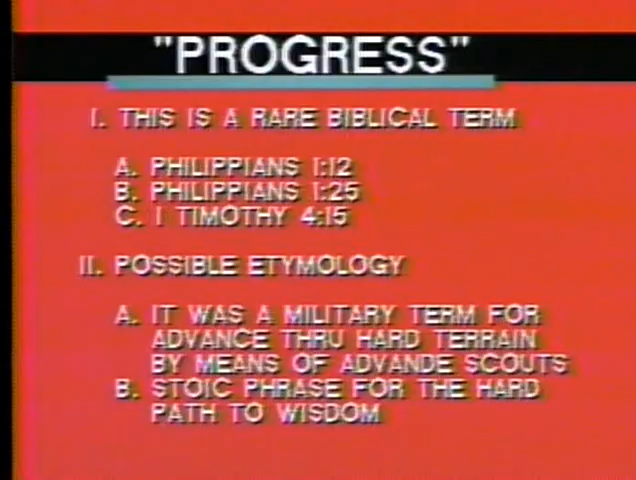 "PROGRESS"
I. THIS IS A RARE BIBLICAL TERM
A. PHILIPPIANS 1:12
B. PHILIPPIANS 1:25
C. I TIMOTHY 4:15
II. POSSIBLE ETYMOLOGY
A. IT WAS A MILITARY TERM FOR
ADVANCE THRU HARD TERRAIN
BY MEANS OF ADVANDE SCOUTS
B. STOIC PHRASE FOR THE HARD
PATH TO WISDOM